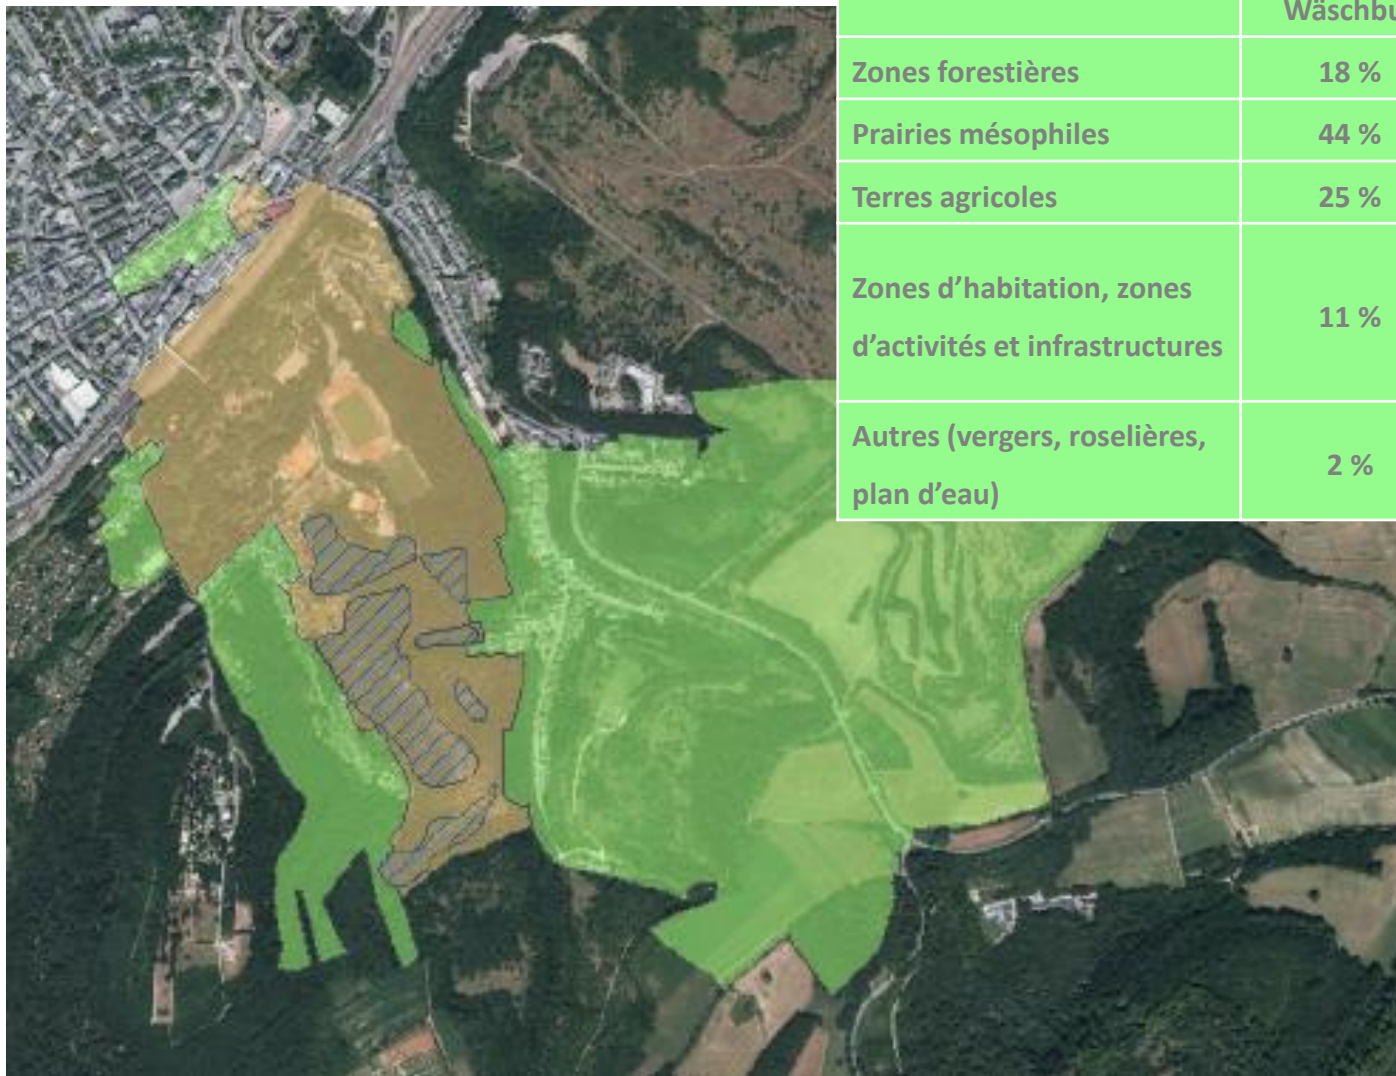 Zones forestières 18 %
Prairies mésophiles 44 %
Terres agricoles 25 %
Zones d'habitation, zones
d'activités et infrastructures 11 %
Autres (vergers, roselières,
plan d'eau) 2 %